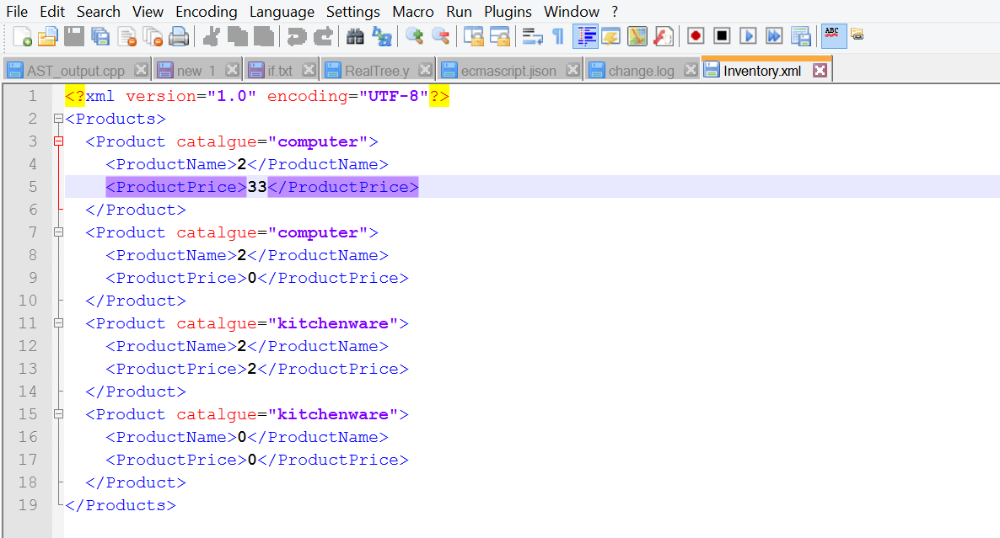 File Edit Search View Encoding Language Settings Macro Run Plugins Window ?
ABC
AST_output.cpp new 1 if.txt RealTree.y ecmascript.jison change.log Inventory.xml
1 <?xml version="1.0" encoding="UTF-8"?>
2 <Products>
3 <Product catalgue="computer">
4 <ProductName>2</ProductName>
5 <ProductPrice>33</ProductPrice>
6 </Product>
7 <Product catalgue="computer">
8 <ProductName>2</ProductName>
9 <ProductPrice>0</ProductPrice>
10 </Product>
11 <Product catalgue="kitchenware">
12 <ProductName>2</ProductName>
13 <ProductPrice>2</ProductPrice>
14 </Product>
15 <Product catalgue="kitchenware">
16 <ProductName>0</ProductName>
17 <ProductPrice>0</ProductPrice>
18 </Product>
19 </Products>